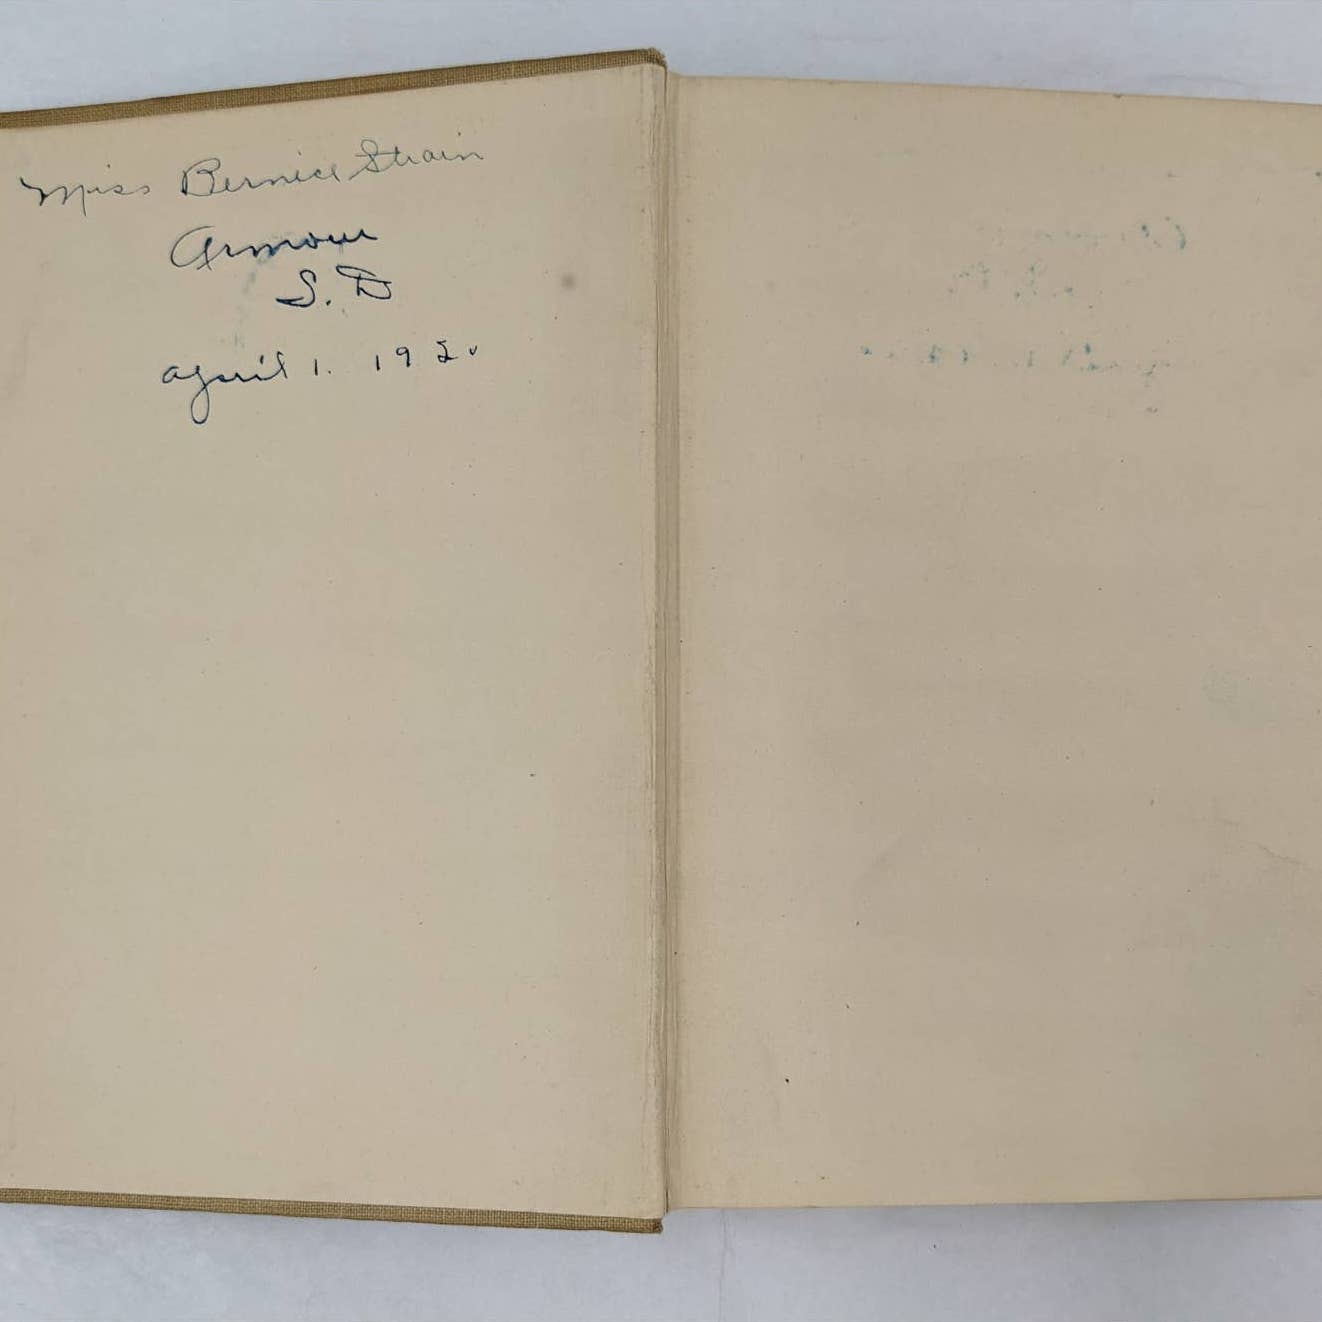 Miss Bernice Strain
Armour
S. D
April 1. 1920